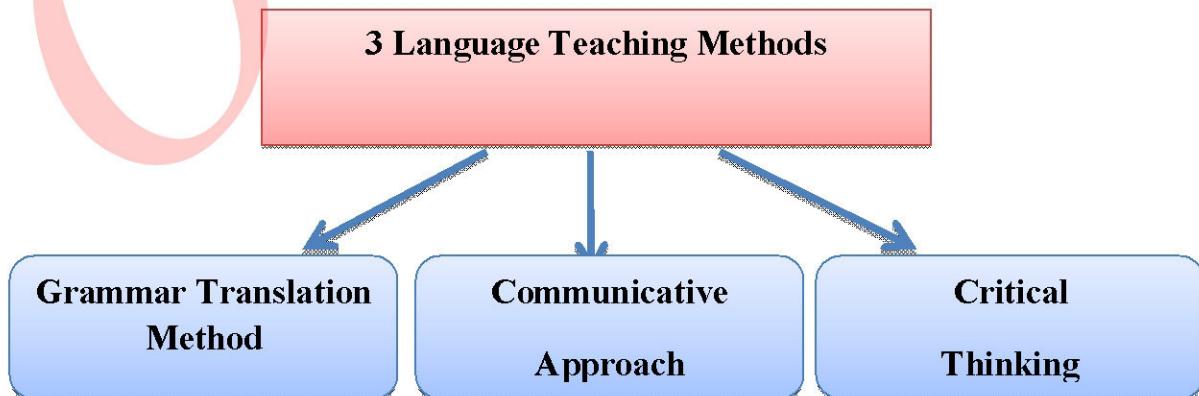 3 Language Teaching Methods
Grammar Translation
Method
Communicative
Approach
Critical
Thinking